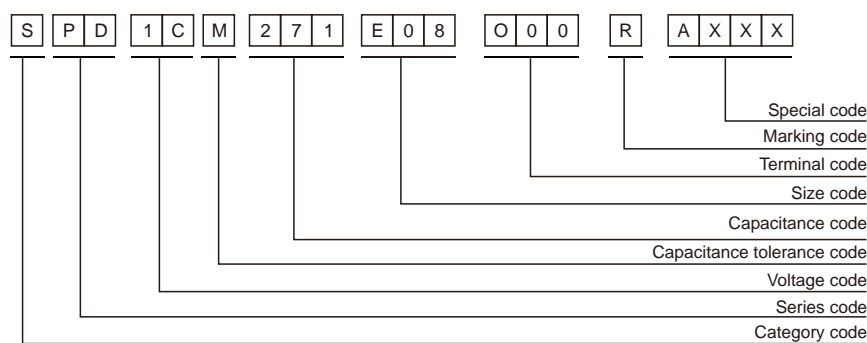 S P D 1 C M 2 7 1 E 0 8 O 0 0 R A X X X
Special code
Marking code
Terminal code
Size code
Capacitance code
Capacitance tolerance code
Voltage code
Series code
Category code